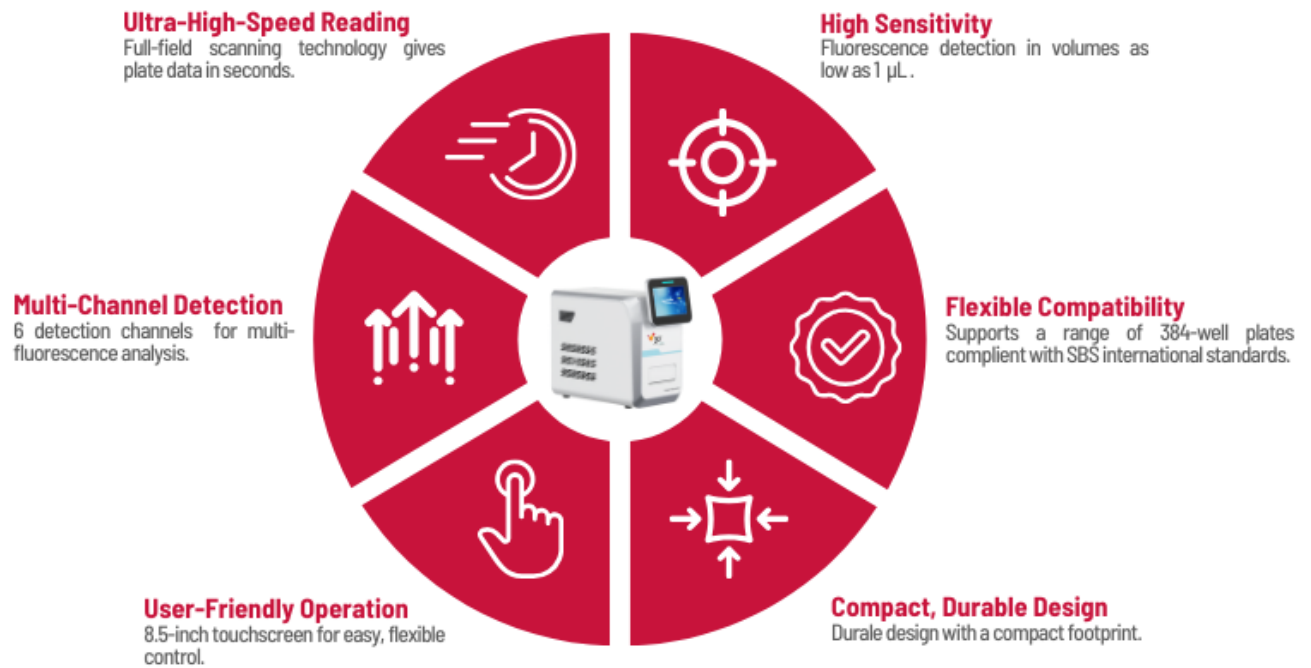 Ultra-High-Speed Reading
Full-field scanning technology gives
plate data in seconds.
High Sensitivity
Fluorescence detection in volumes as
low as 1 µL .
Multi-Channel Detection
6 detection channels for multi-
fluorescence analysis.
Flexible Compatibility
Supports a range of 384-well plates
complient with SBS international standards.
User-Friendly Operation
8.5-inch touchscreen for easy, flexible
control.
Compact, Durable Design
Durale design with a compact footprint.